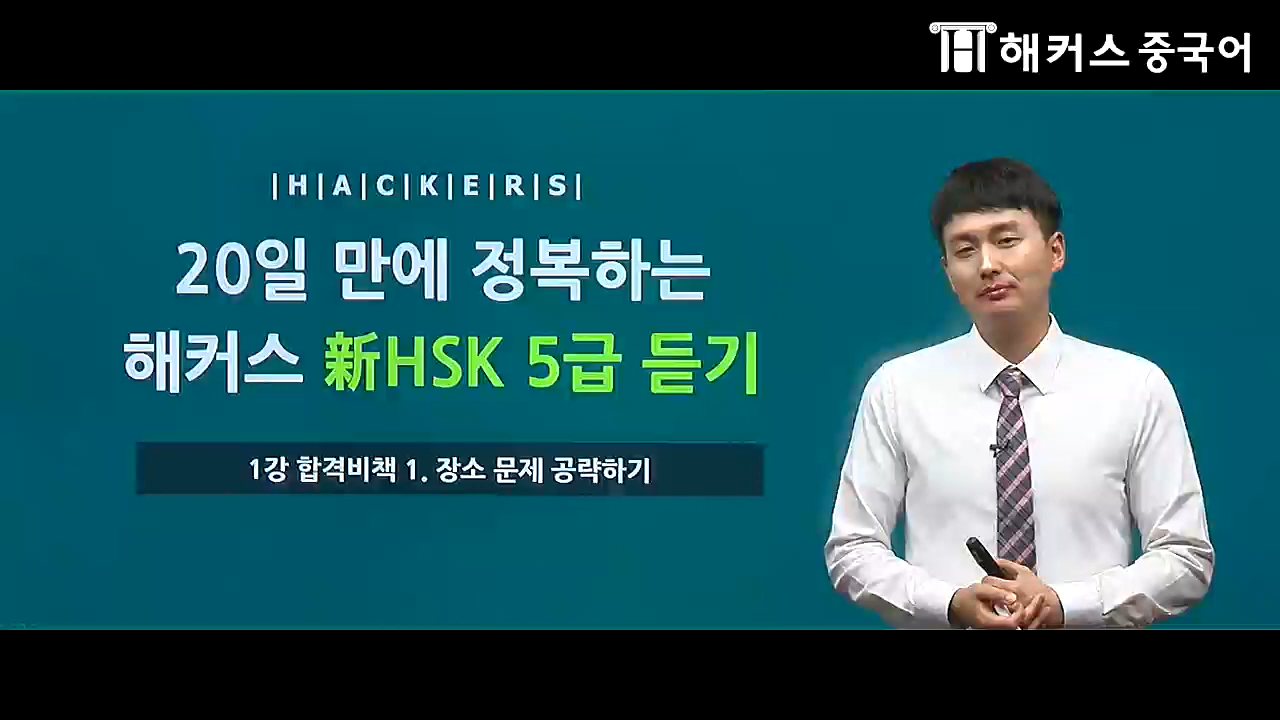 해커스 중국어
|H|A|C|K|E|R|S|
20일 만에 정복하는
해커스 新HSK 5급 듣기
1강 합격비책 1. 장소 문제 공략하기